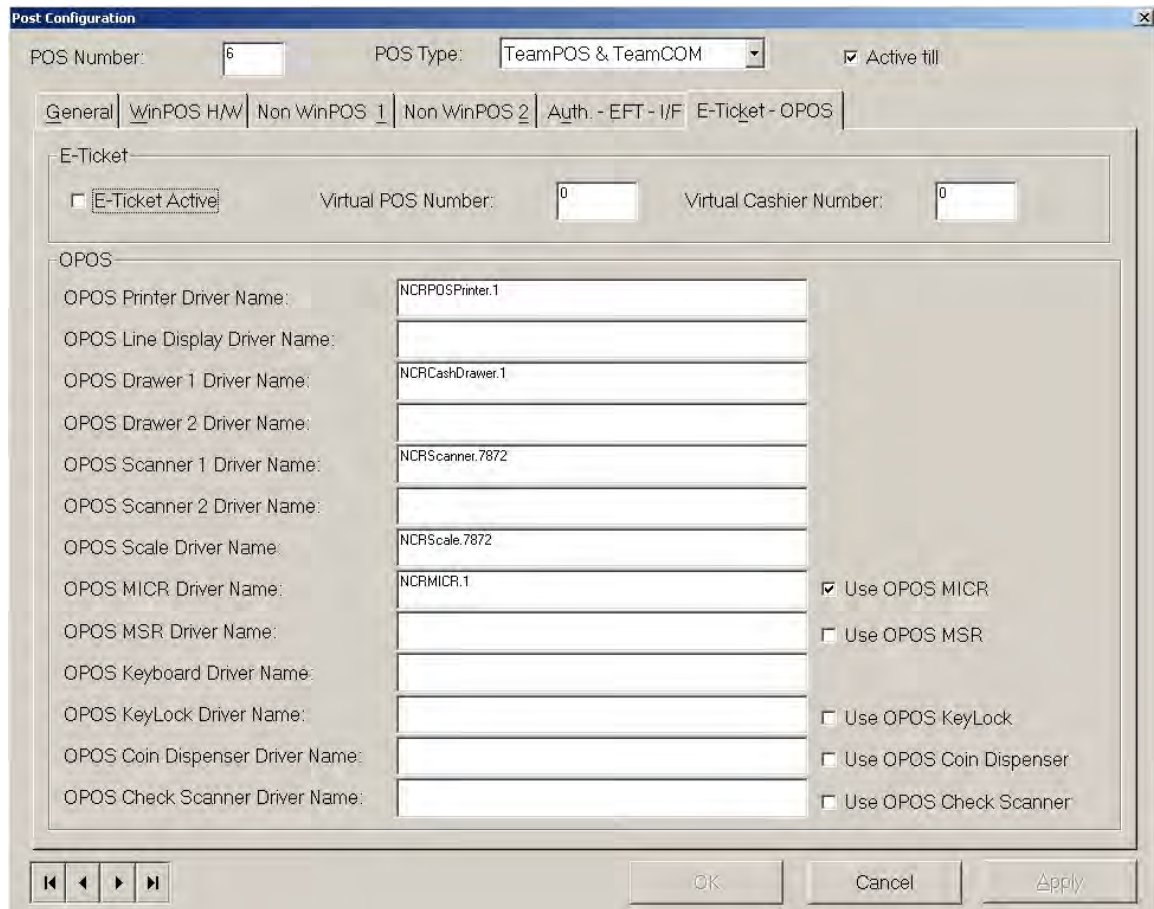 Post Configuration
POS Number: 6 POS Type: TeamPOS & TeamCOM Active till
General WinPOS H/W Non WinPOS 1 Non WinPOS 2 Auth. - EFT - I/F E-Ticket - OPOS
E-Ticket
E-Ticket Active Virtual POS Number: 0 Virtual Cashier Number: 0
OPOS
OPOS Printer Driver Name: NCRPOSPrinter.1
OPOS Line Display Driver Name:
OPOS Drawer 1 Driver Name: NCRCashDrawer.1
OPOS Drawer 2 Driver Name:
OPOS Scanner 1 Driver Name: NCRScanner.7872
OPOS Scanner 2 Driver Name:
OPOS Scale Driver Name NCRScale.7872
OPOS MICR Driver Name: NCRMICR.1 Use OPOS MICR
OPOS MSR Driver Name: Use OPOS MSR
OPOS Keyboard Driver Name:
OPOS KeyLock Driver Name: Use OPOS KeyLock
OPOS Coin Dispenser Driver Name: Use OPOS Coin Dispenser
OPOS Check Scanner Driver Name: Use OPOS Check Scanner
OK Cancel Apply